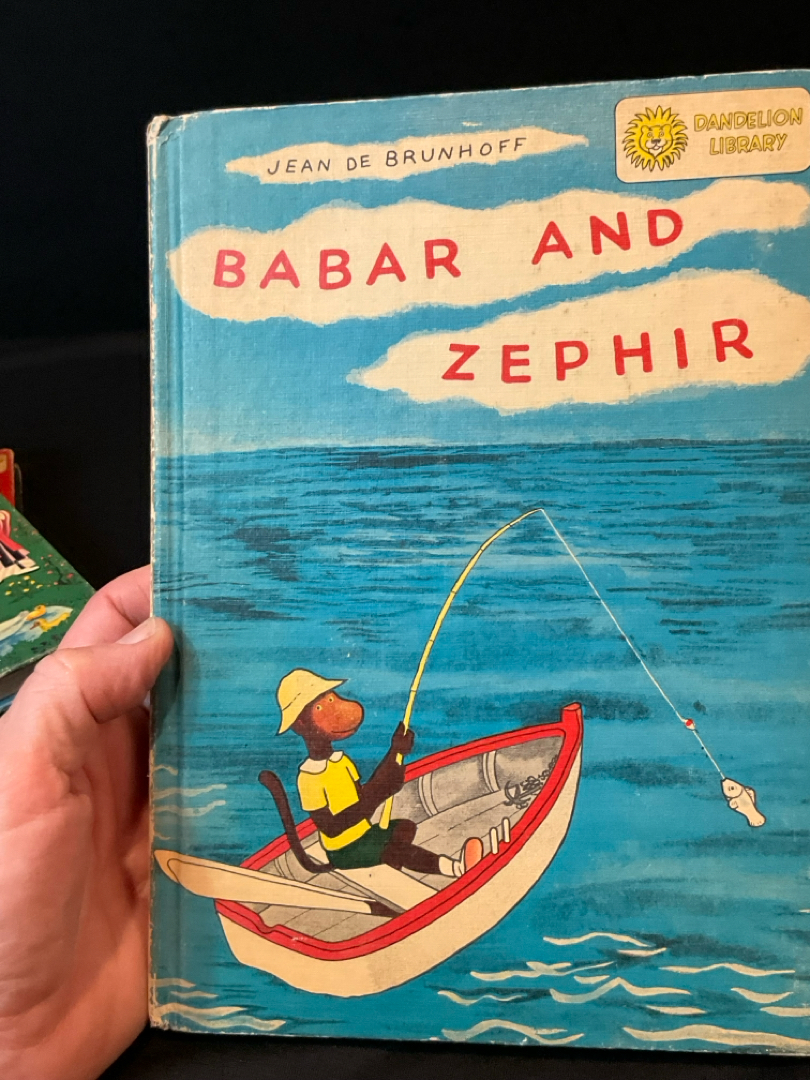 DANDELION
LIBRARY
JEAN DE BRUNHOFF
BABAR AND
ZEPHIR